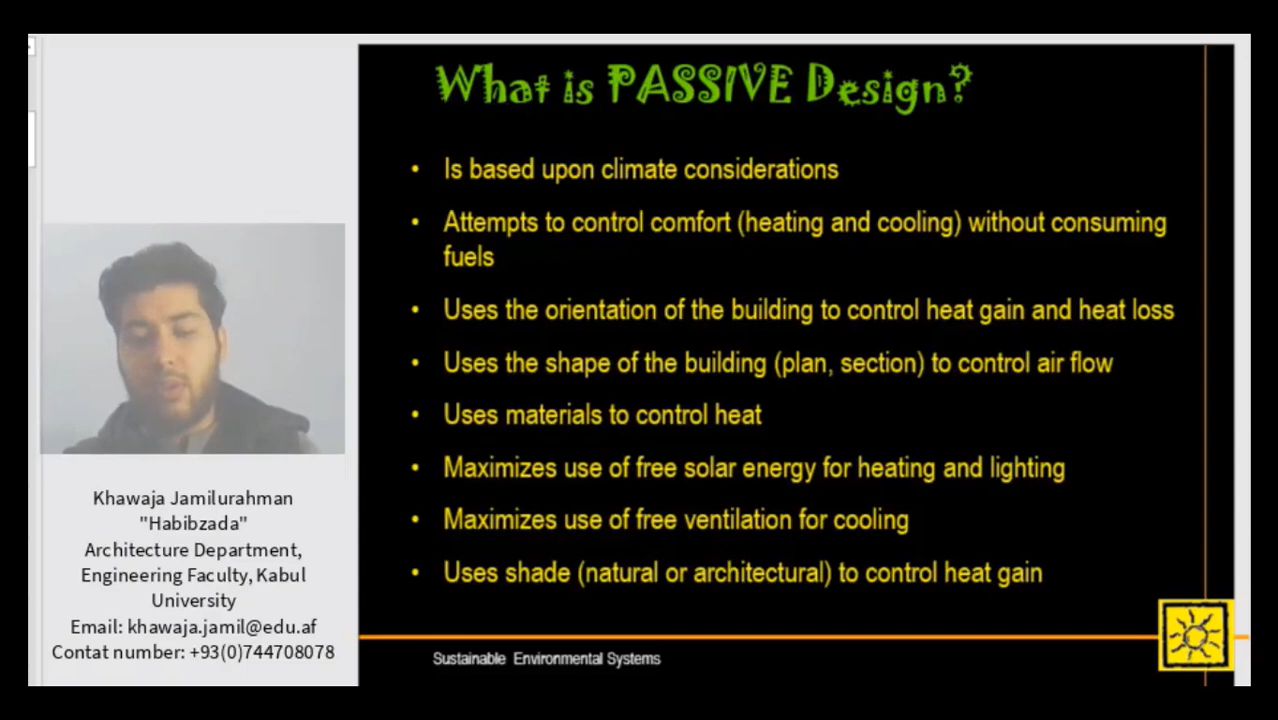 What is PASSIVE Design?
• Is based upon climate considerations
• Attempts to control comfort (heating and cooling) without consuming
fuels
• Uses the orientation of the building to control heat gain and heat loss
• Uses the shape of the building (plan, section) to control air flow
• Uses materials to control heat
• Maximizes use of free solar energy for heating and lighting
• Maximizes use of free ventilation for cooling
• Uses shade (natural or architectural) to control heat gain
Sustainable Environmental Systems
Khawaja Jamilurahman
"Habibzada"
Architecture Department,
Engineering Faculty, Kabul
University
Email: khawaja.jamil@edu.af
Contat number: +93(0)744708078